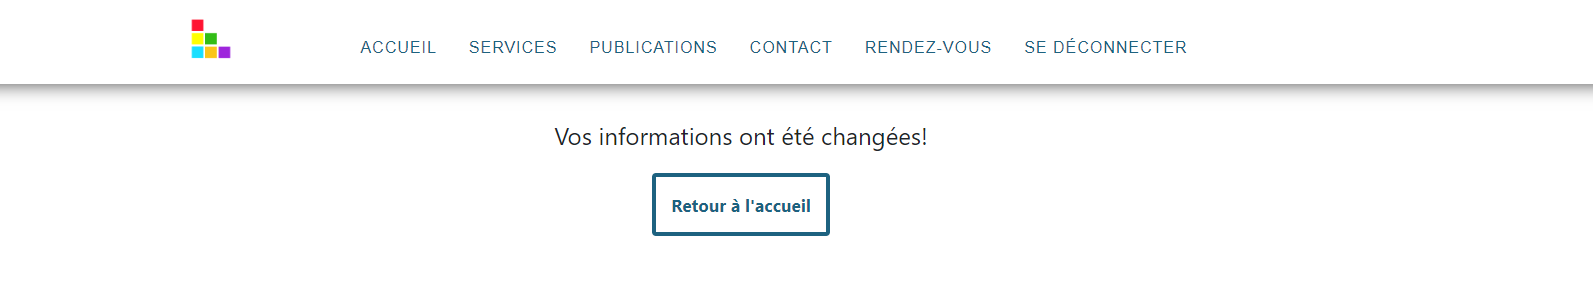 ACCUEIL SERVICES PUBLICATIONS CONTACT RENDEZ-VOUS SE DÉCONNECTER
Vos informations ont été changées!
Retour à l'accueil